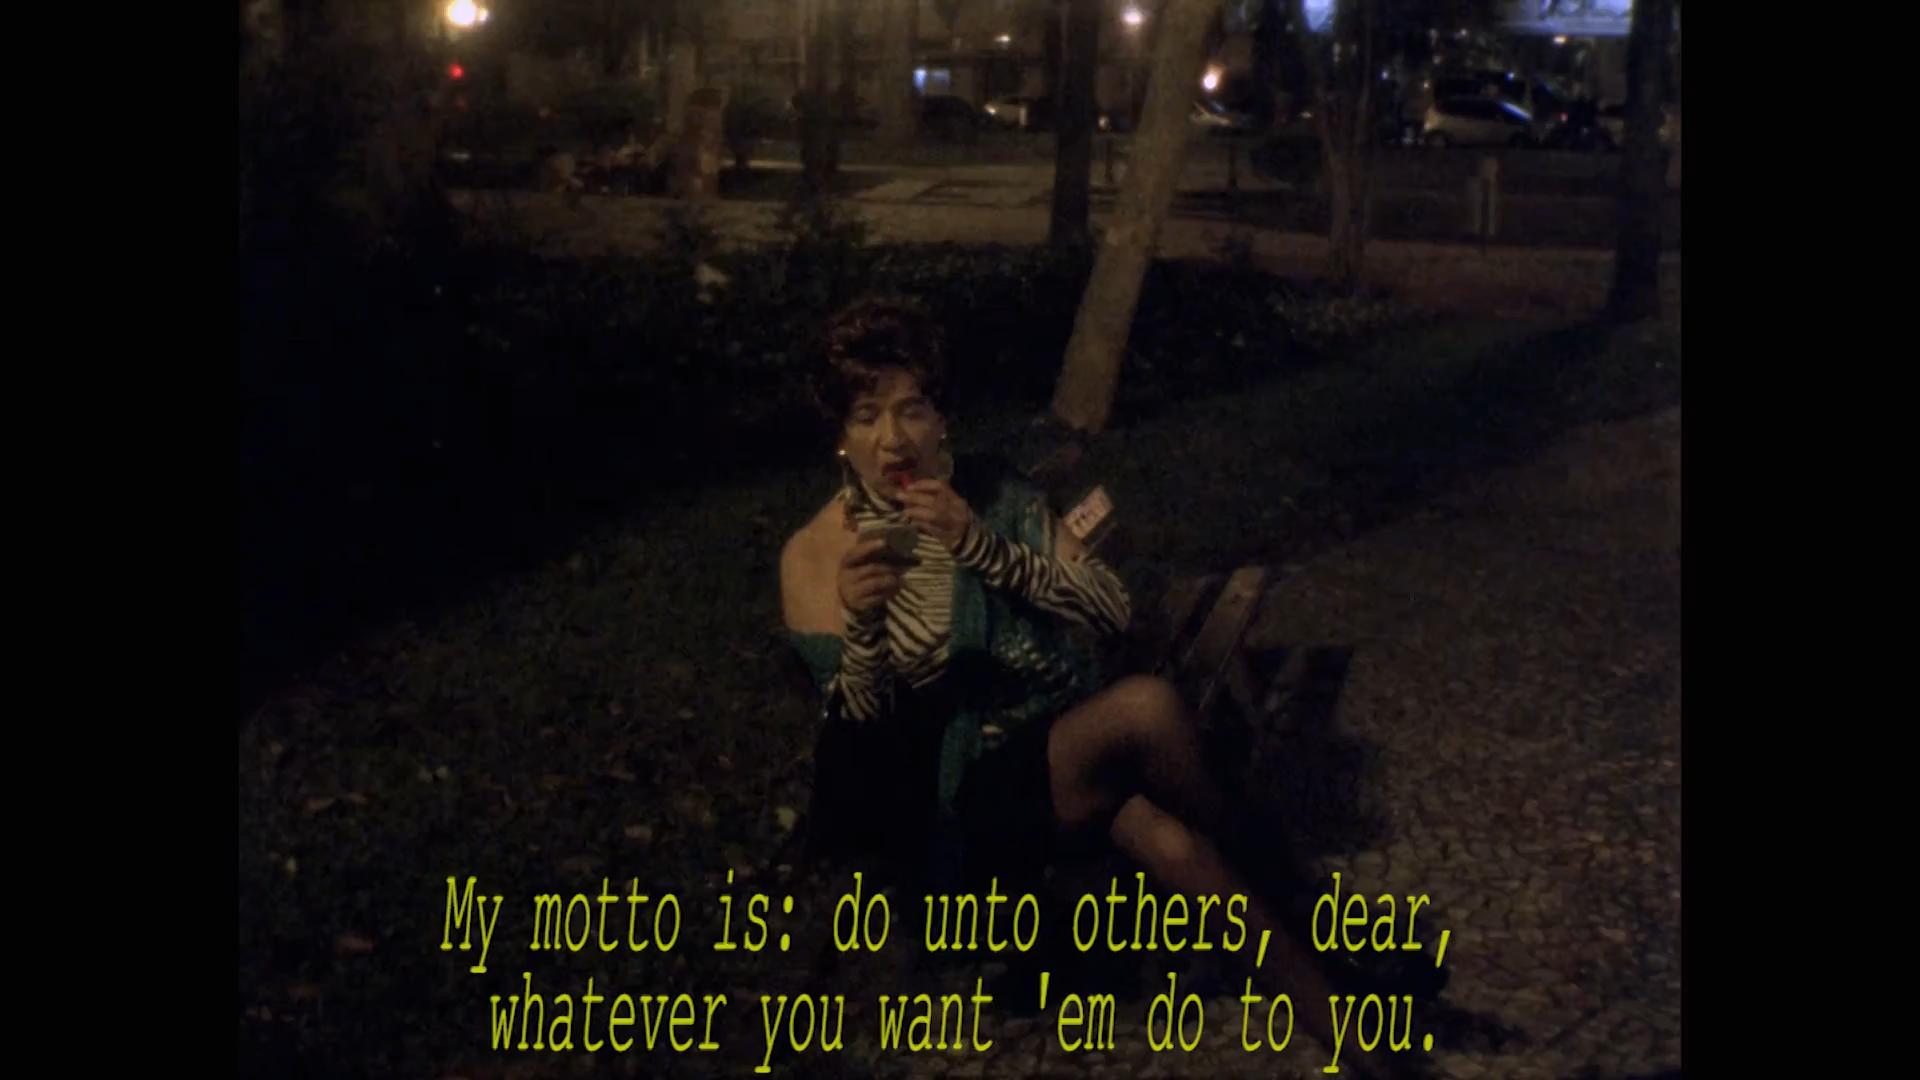 My motto is: do unto others, dear,
whatever you want 'em do to you.